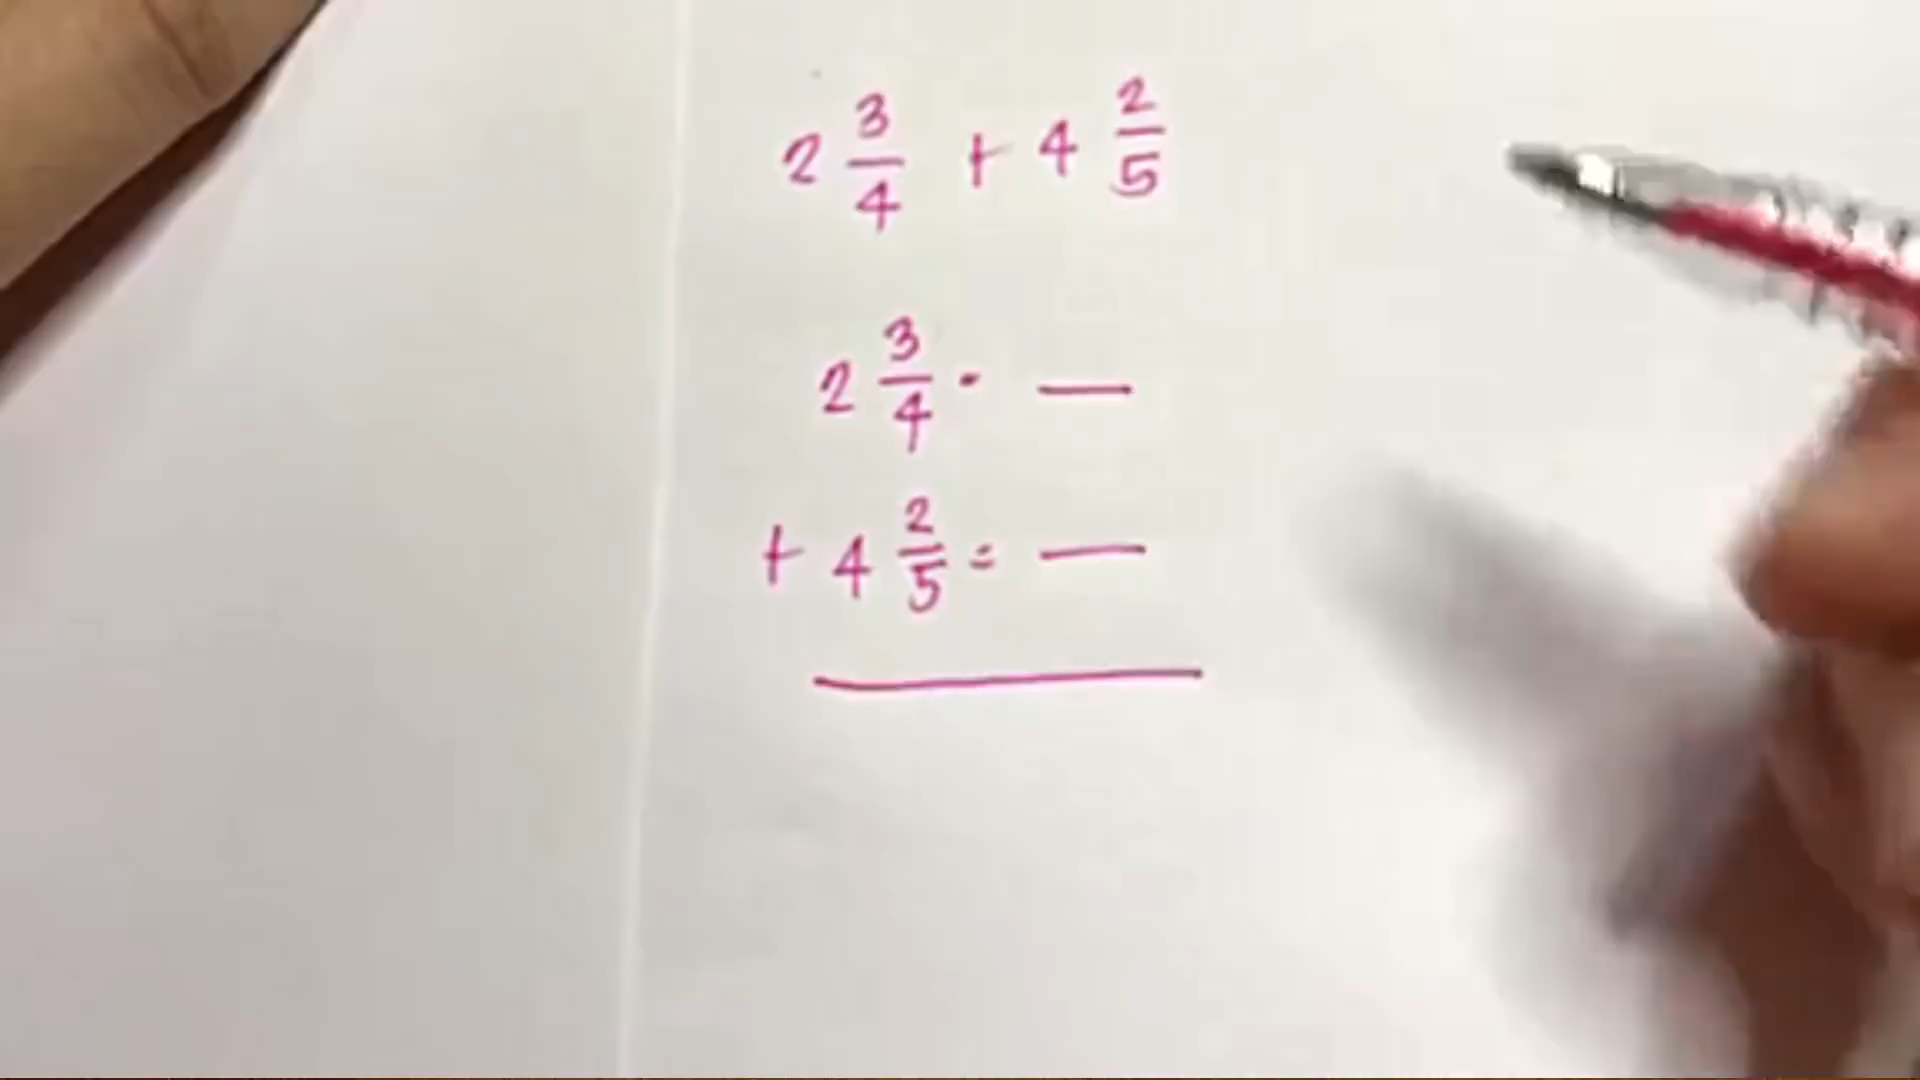 2 3/4 + 4 2/5
2 3/4 - —
+ 4 2/5 = —